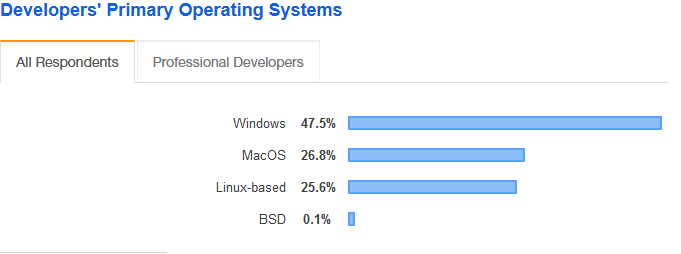 Developers' Primary Operating Systems
All Respondents Professional Developers
Windows 47.5%
MacOS 26.8%
Linux-based 25.6%
BSD 0.1%